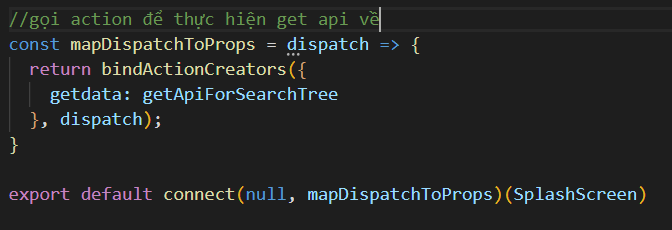 //gọi action để thực hiện get api về
const mapDispatchToProps = dispatch => {
  return bindActionCreators({
    getdata: getApiForSearchTree
  }, dispatch);
}
export default connect(null, mapDispatchToProps)(SplashScreen)